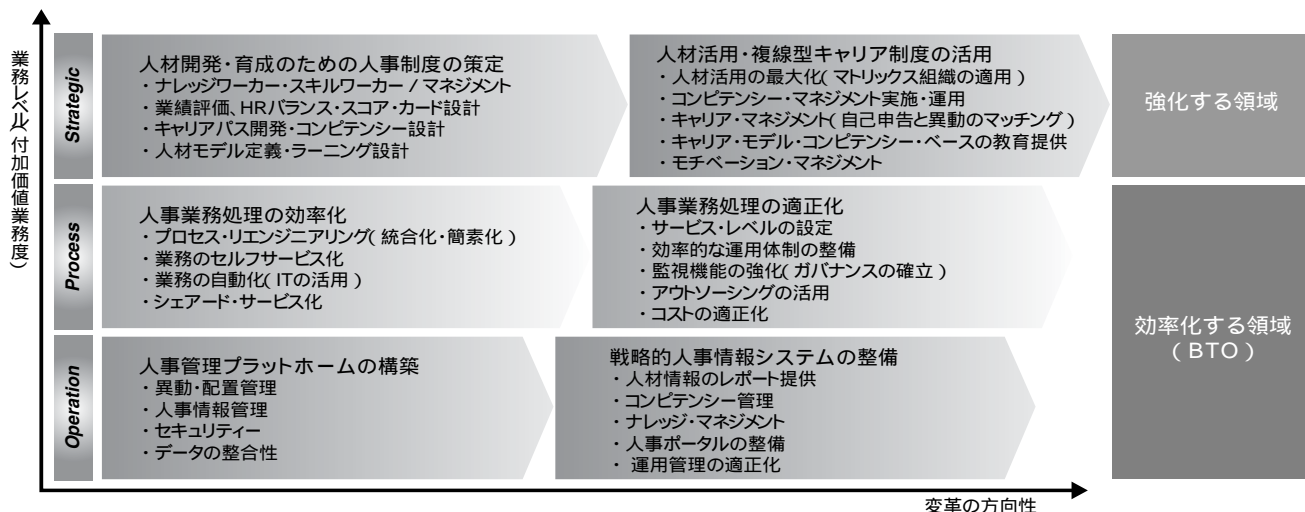 業務レベル(付加価値業務度)
Strategic
人材開発・育成のための人事制度の策定
・ナレッジワーカー・スキルワーカー / マネジメント
・業績評価、HRバランス・スコア・カード設計
・キャリアパス開発・コンピテンシー設計
・人材モデル定義・ラーニング設計
人材活用・複線型キャリア制度の活用
・人材活用の最大化(マトリックス組織の適用)
・コンピテンシー・マネジメント実施・運用
・キャリア・マネジメント(自己申告と異動のマッチング)
・キャリア・モデル・コンピテンシー・ベースの教育提供
・モチベーション・マネジメント
強化する領域
Process
人事業務処理の効率化
・プロセス・リエンジニアリング(統合化・簡素化)
・業務のセルフサービス化
・業務の自動化(ITの活用)
・シェアード・サービス化
人事業務処理の適正化
・サービス・レベルの設定
・効率的な運用体制の整備
・監視機能の強化(ガバナンスの確立)
・アウトソーシングの活用
・コストの適正化
効率化する領域
(BTO)
Operation
人事管理プラットホームの構築
・異動・配置管理
・人事情報管理
・セキュリティー
・データの整合性
戦略的人事情報システムの整備
・人材情報のレポート提供
・コンピテンシー管理
・ナレッジ・マネジメント
・人事ポータルの整備
・運用管理の適正化
変革の方向性